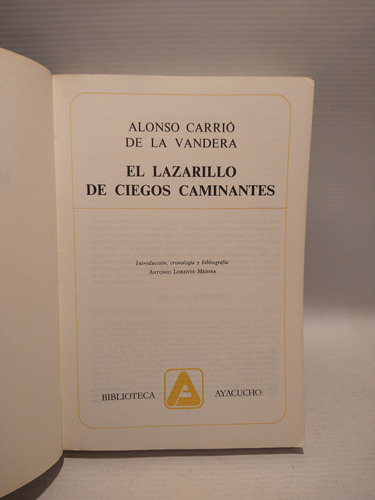 ALONSO CARRIÓ
DE LA VANDERA
EL LAZARILLO
DE CIEGOS CAMINANTES
Introducción, cronología y bibliografía
ANTONIO LORENTE MEDINA
BIBLIOTECA AYACUCHO